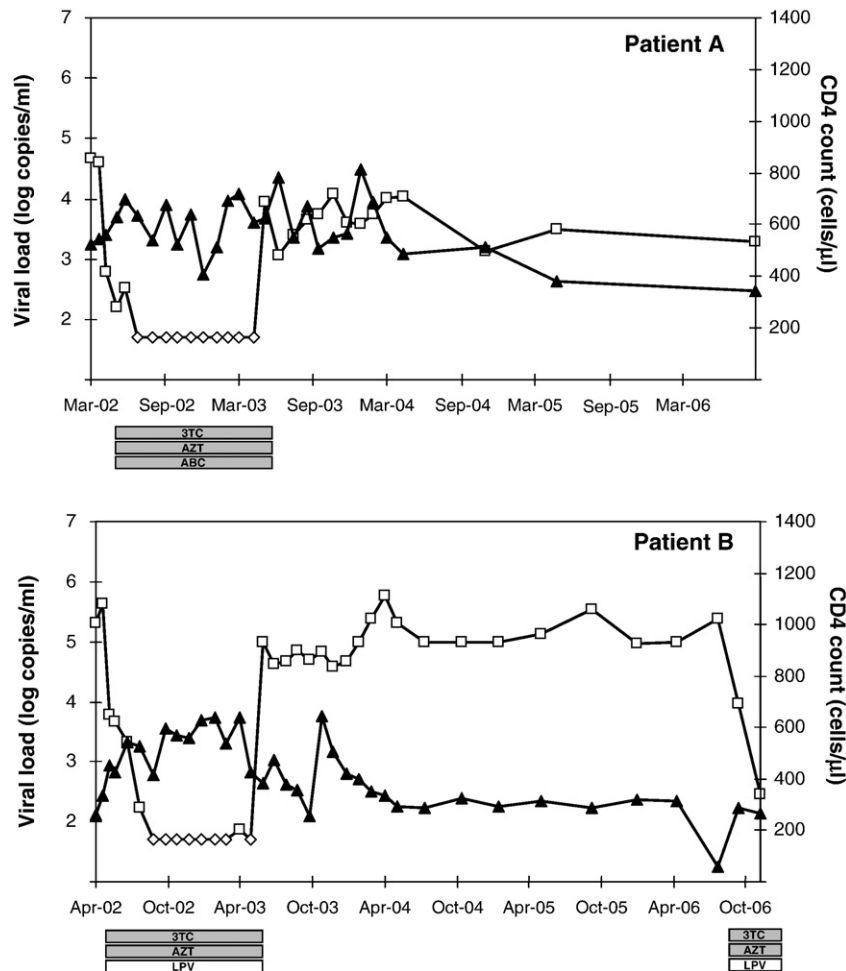 Patient A
Viral load (log copies/ml)
CD4 count (cells/µl)
7
6
5
4
3
2
1400
1200
1000
800
600
400
200
Mar-02 Sep-02 Mar-03 Sep-03 Mar-04 Sep-04 Mar-05 Sep-05 Mar-06
3TC
AZT
ABC
Patient B
Viral load (log copies/ml)
CD4 count (cells/µl)
7
6
5
4
3
2
1400
1200
1000
800
600
400
200
Apr-02 Oct-02 Apr-03 Oct-03 Apr-04 Oct-04 Apr-05 Oct-05 Apr-06 Oct-06
3TC 3TC
AZT AZT
LPV LPV